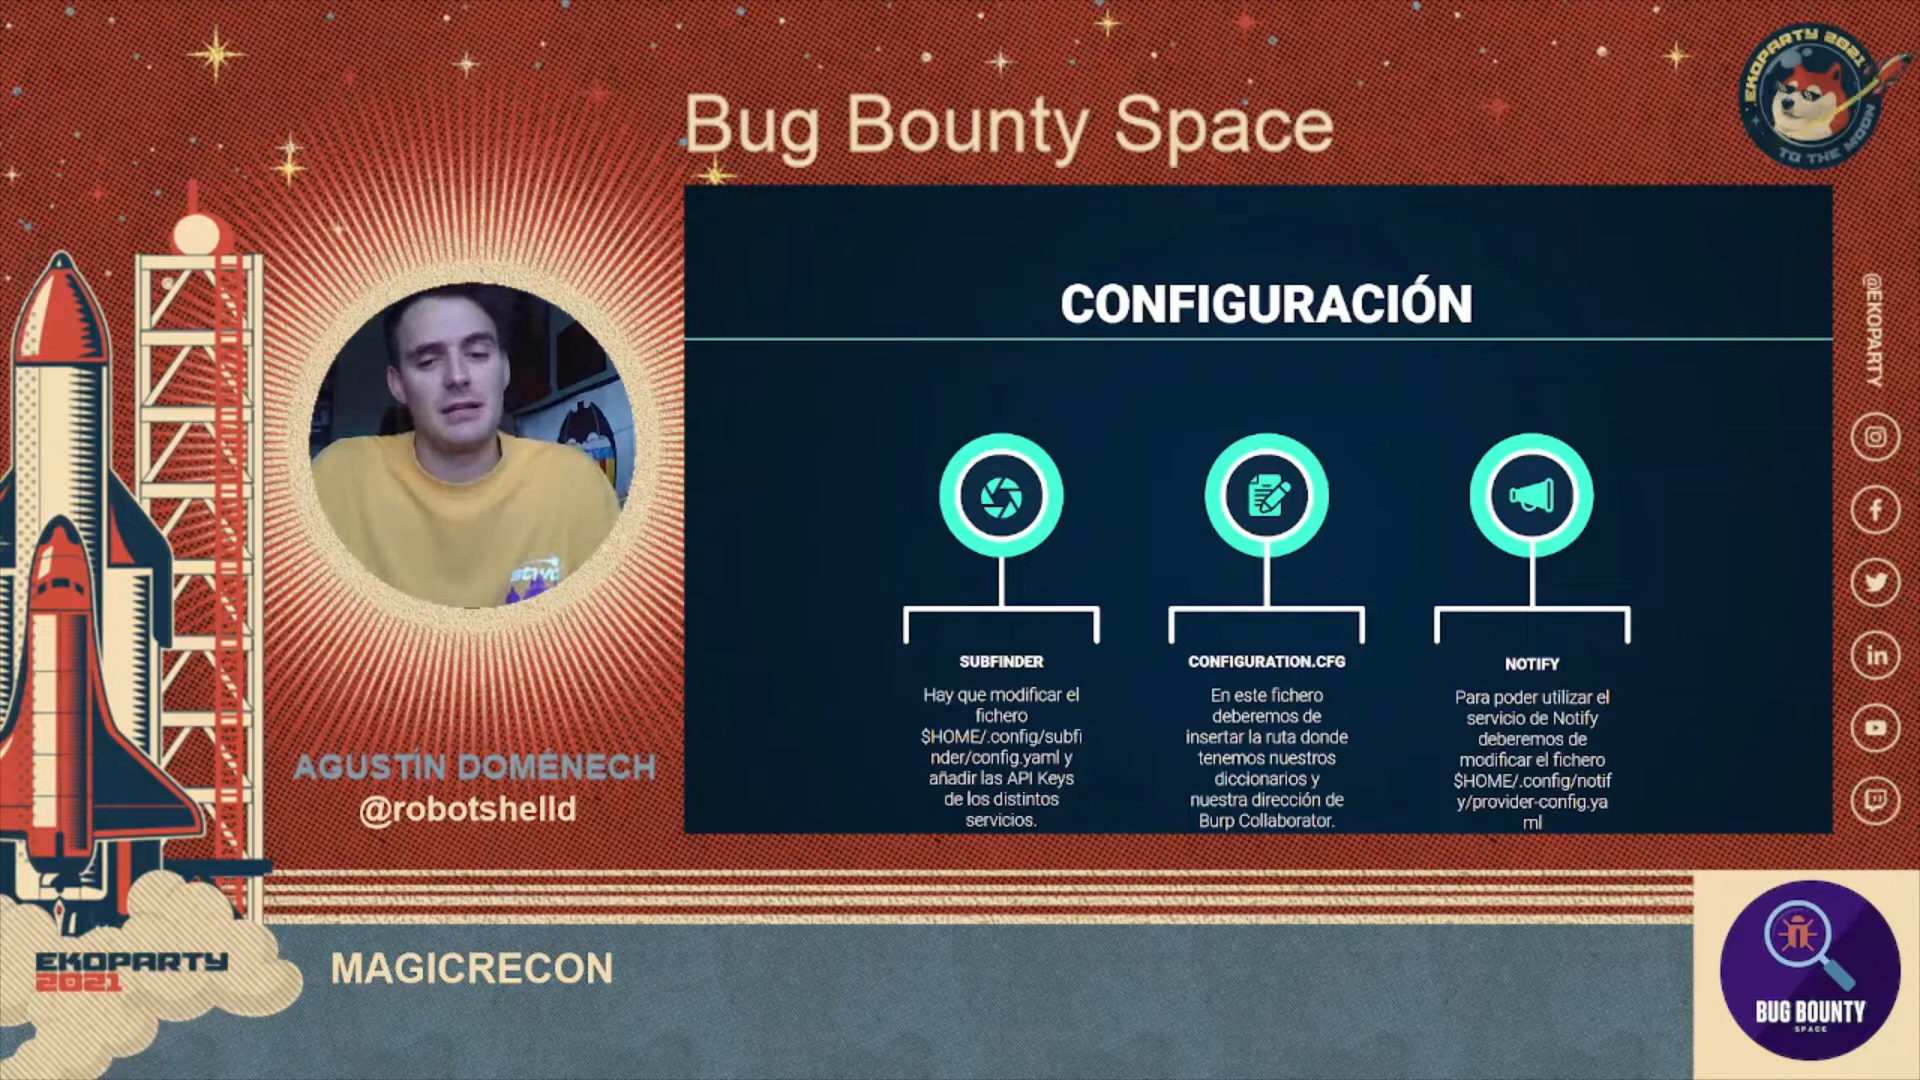 Bug Bounty Space
EKOPARTY 2021
TO THE MOON
@EKOPARTY
CONFIGURACIÓN
SUBFINDER
Hay que modificar el
fichero
$HOME/.config/subfi
nder/config.yaml y
añadir las API Keys
de los distintos
servicios.
CONFIGURATION.CFG
En este fichero
deberemos de
insertar la ruta donde
tenemos nuestros
diccionarios y
nuestra dirección de
Burp Collaborator.
NOTIFY
Para poder utilizar el
servicio de Notify
deberemos de
modificar el fichero
$HOME/.config/notif
y/provider-config.ya
ml
AGUSTÍN DOMÉNECH
@robotshelld
EKOPARTY
2021
MAGICRECON
BUG BOUNTY
SPACE